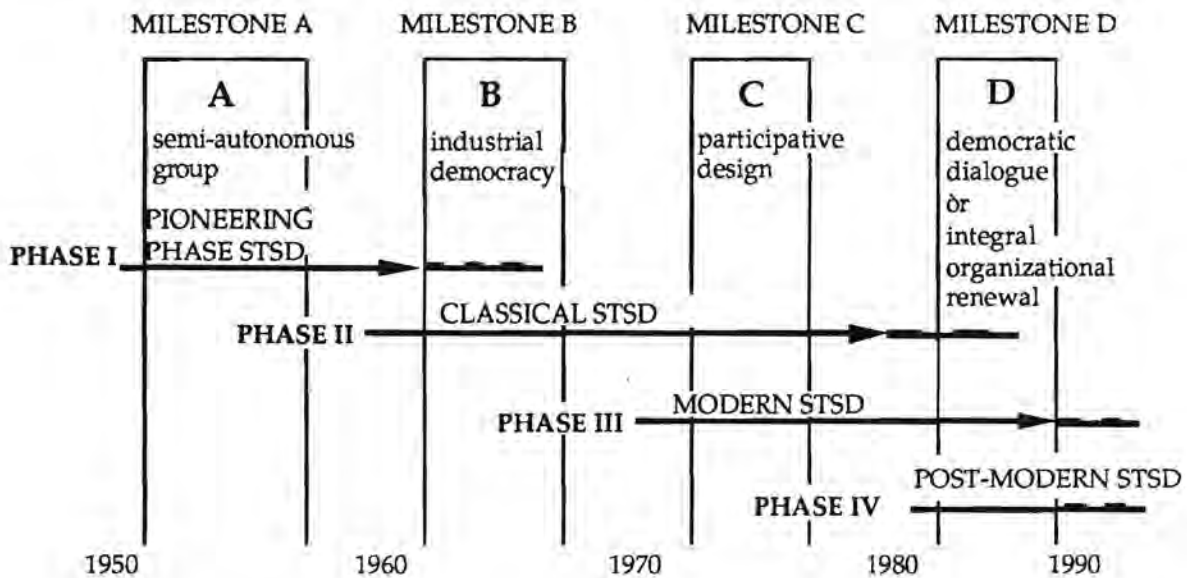 MILESTONE A
MILESTONE B
MILESTONE C
MILESTONE D
A
B
C
D
semi-autonomous
group
industrial
democracy
participative
design
democratic
dialogue
òr
integral
organizational
renewal
PIONEERING
PHASE STSD
PHASE I
CLASSICAL STSD
PHASE II
MODERN STSD
PHASE III
POST-MODERN STSD
PHASE IV
1950
1960
1970
1980
1990